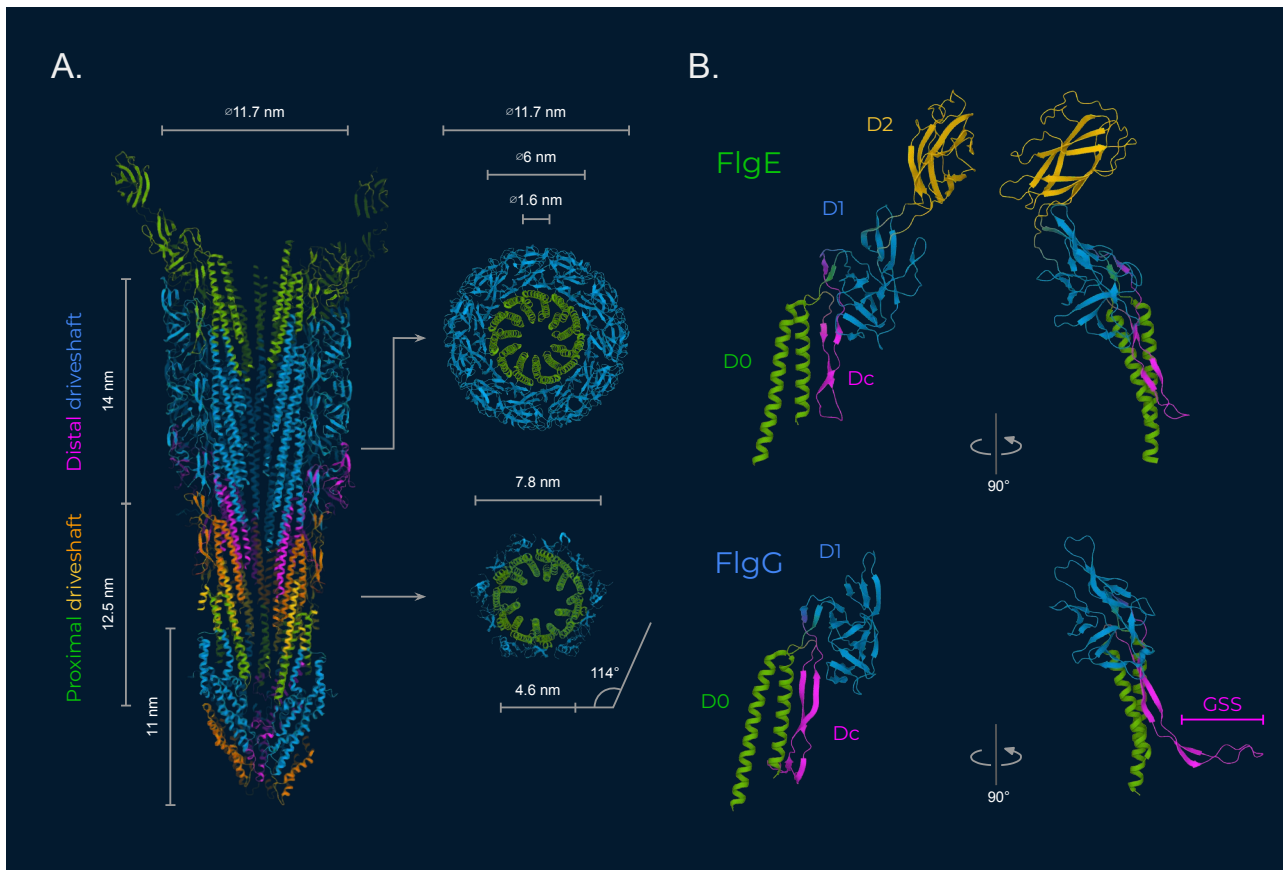 A.
⌀11.7 nm
⌀11.7 nm
⌀6 nm
⌀1.6 nm
Distal driveshaft
14 nm
7.8 nm
Proximal driveshaft
12.5 nm
11 nm
114°
4.6 nm
B.
D2
FlgE
D1
D0
Dc
90°
FlgG
D1
D0
Dc
GSS
90°